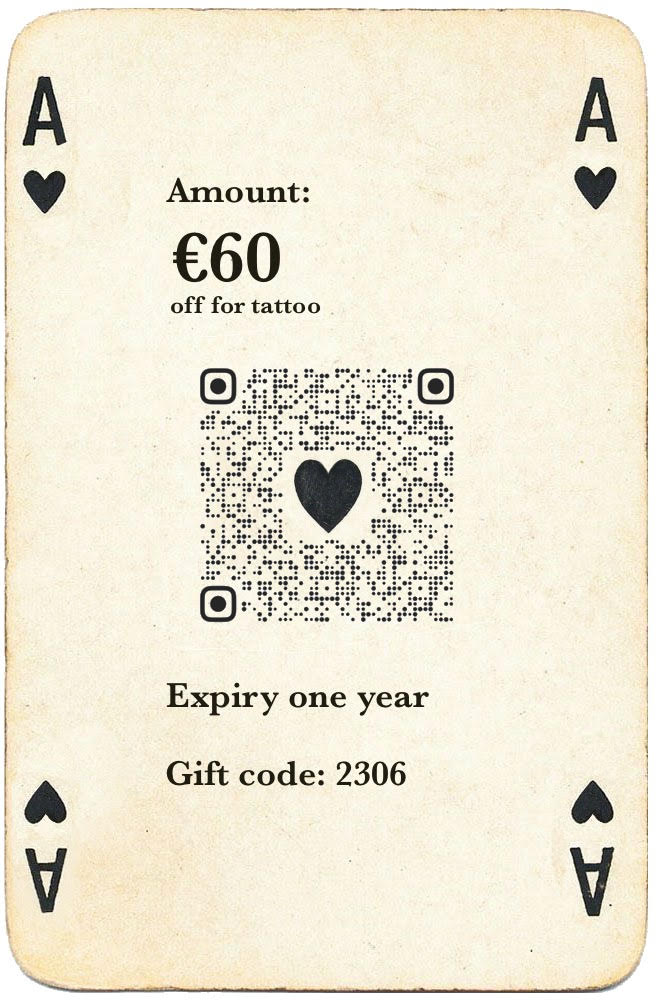 A A
Amount:
€60
off for tattoo
Expiry one year
Gift code: 2306
A A